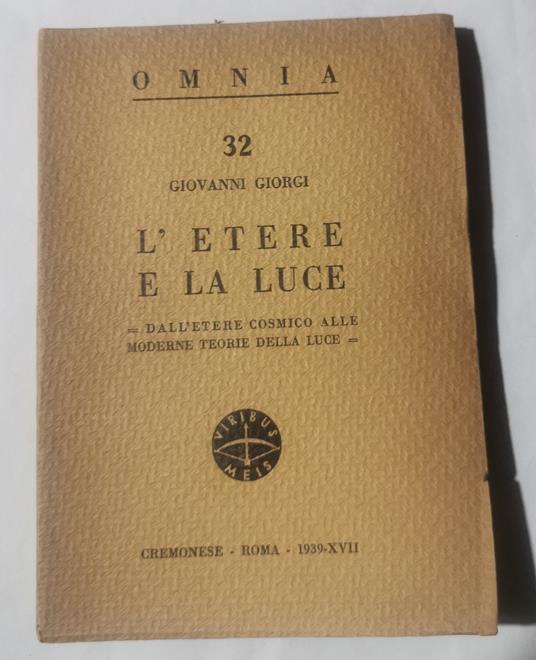 OMNIA
32
GIOVANNI GIORGI
L' ETERE
E LA LUCE
= DALL'ETERE COSMICO ALLE
MODERNE TEORIE DELLA LUCE =
VIRIBUS
MEIS
CREMONESE - ROMA - 1939-XVII